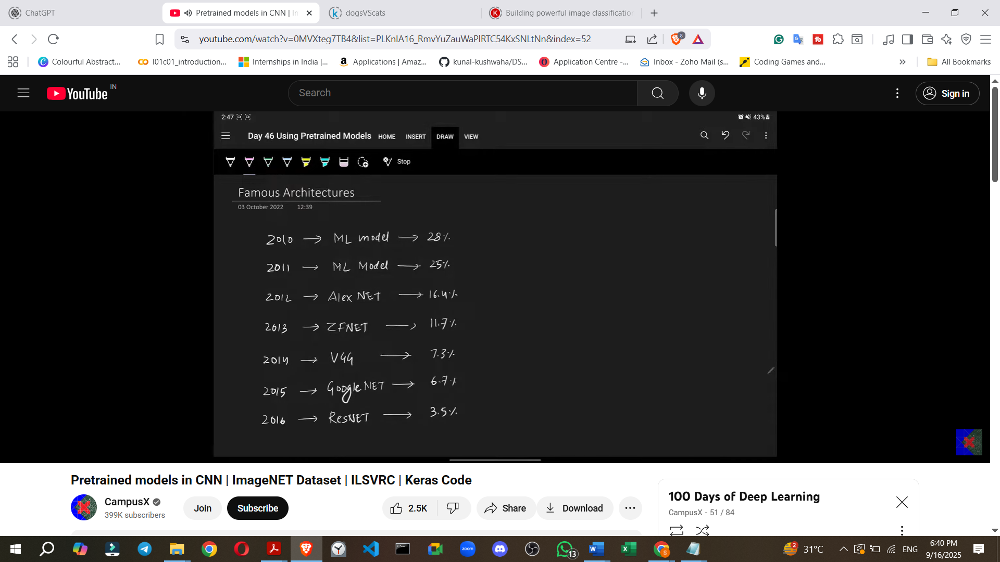 ChatGPT
Pretrained models in CNN | In
dogsVScats
Building powerful image classification
youtube.com/watch?v=0MVXteg7TB4&list=PLKnIA16_RmvYuZauWaPlRTC54KxSNLtNn&index=52
8
Colourful Abstract...
l01c01_introduction...
Internships in India |...
Applications | Amaz...
kunal-kushwaha/DS...
Application Centre -...
Inbox - Zoho Mail (s...
Coding Games and...
All Bookmarks
YouTube IN
Search
Sign in
2:47
43%
Day 46 Using Pretrained Models
HOME INSERT DRAW VIEW
Stop
Famous Architectures
03 October 2022 12:39
2010 → ML model → 28%
2011 → ML Model → 25%
2012 → Alex NET → 16.4%
2013 → ZFNET → 11.7%
2014 → VGG → 7.3%
2015 → Google NET → 6.7%
2016 → ResNET → 3.5%
Pretrained models in CNN | ImageNET Dataset | ILSVRC | Keras Code
CampusX
399K subscribers
Join
Subscribe
2.5K
Share
Download
100 Days of Deep Learning
CampusX - 51 / 84
zoom
13
2
31°C
ENG
6:40 PM
9/16/2025